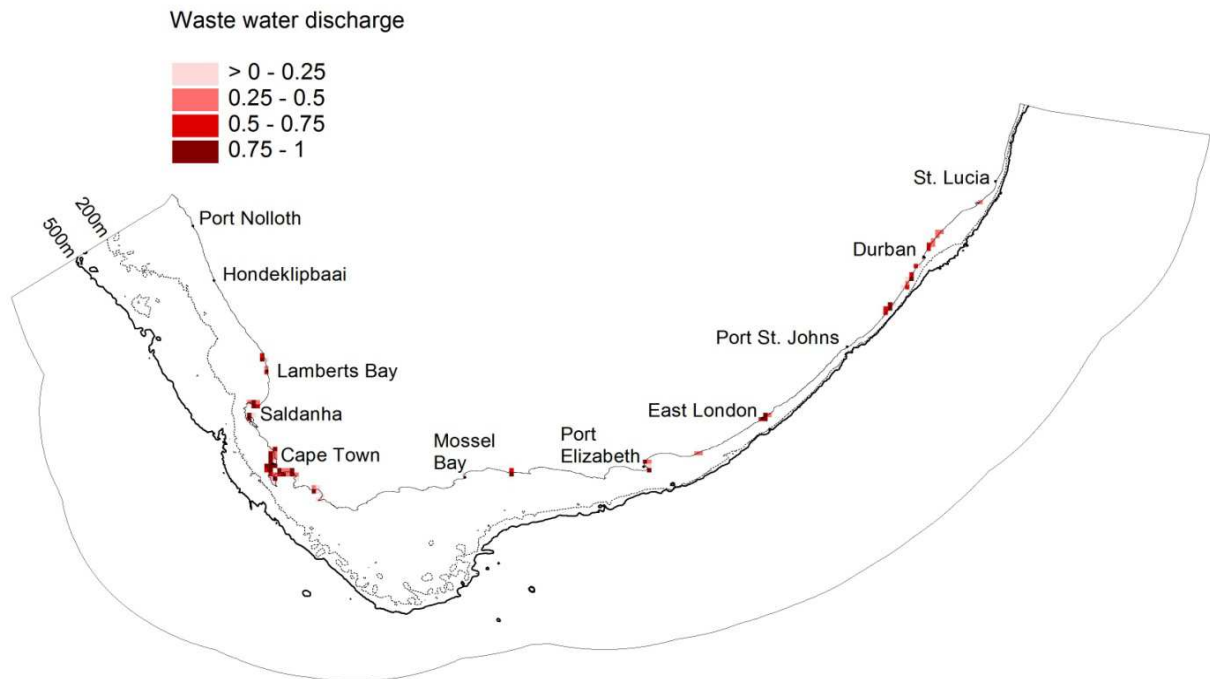 Waste water discharge
> 0 - 0.25
0.25 - 0.5
0.5 - 0.75
0.75 - 1
200m
500m
Port Nolloth
Hondeklipbaai
Lamberts Bay
Saldanha
Cape Town
Mossel
Bay
Port
Elizabeth
East London
Port St. Johns
Durban
St. Lucia